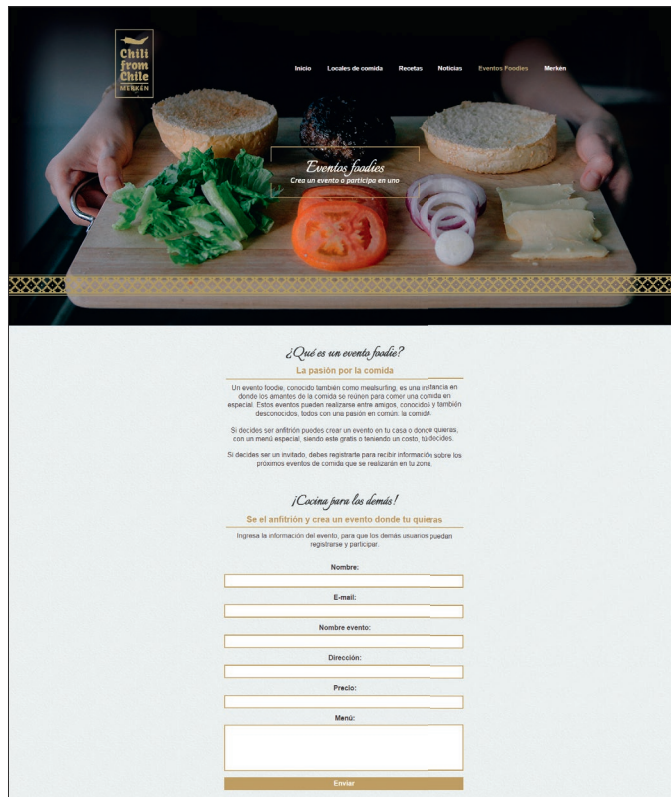 Chili
from
Chile
MERKÉN
Inicio Locales de comida Recetas Noticias Eventos Foodies Merkén
Eventos foodies
Crea un evento o participa en uno
¿Qué es un evento foodie?
La pasión por la comida
Un evento foodie, conocido también como mealsurfing, es una instancia en
donde los amantes de la comida se reúnen para comer una comida en
especial. Estos eventos pueden realizarse entre amigos, conocidos y también
desconocidos, todos con una pasión en común: la comida.
Si decides ser anfitrión puedes crear un evento en tu casa o donde quieras,
con un menú especial, siendo este gratis o teniendo un costo, tú decides.
Si decides ser un invitado, debes registrarte para recibir información sobre los
próximos eventos de comida que se realizarán en tu zona.
¡Cocina para los demás!
Se el anfitrión y crea un evento donde tu quieras
Ingresa la información del evento, para que los demás usuarios puedan
registrarse y participar.
Nombre:
E-mail:
Nombre evento:
Dirección:
Precio:
Menú:
Enviar